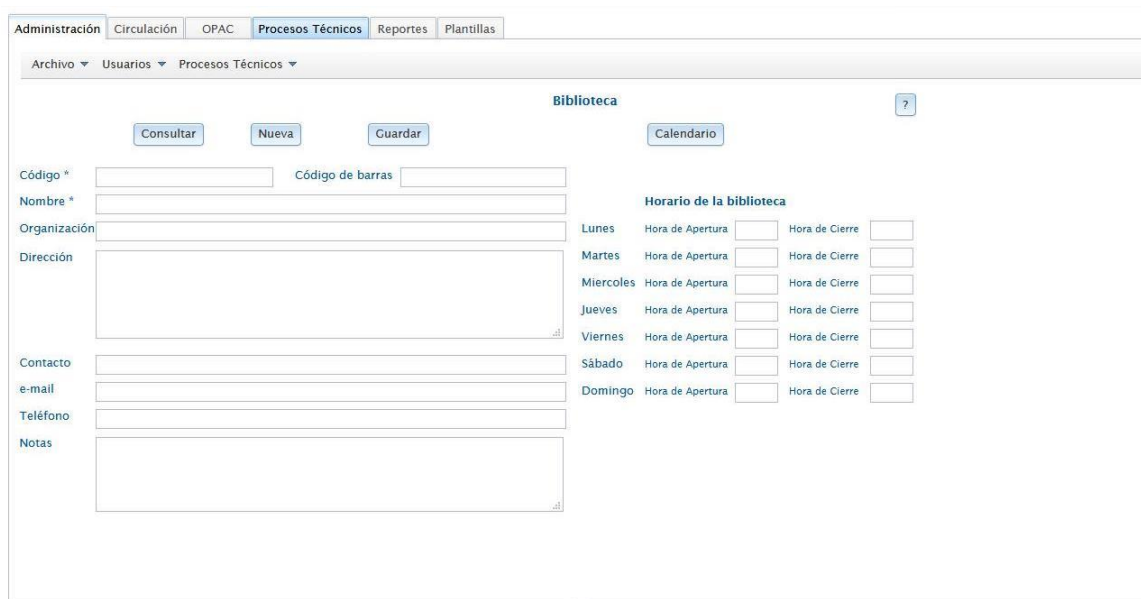 Administración Circulación OPAC Procesos Técnicos Reportes Plantillas
Archivo Usuarios Procesos Técnicos
Biblioteca ?
Consultar Nueva Guardar Calendario
Código * Código de barras
Nombre * Horario de la biblioteca
Organización Lunes Hora de Apertura Hora de Cierre
Dirección Martes Hora de Apertura Hora de Cierre
Miercoles Hora de Apertura Hora de Cierre
Jueves Hora de Apertura Hora de Cierre
Viernes Hora de Apertura Hora de Cierre
Contacto Sábado Hora de Apertura Hora de Cierre
e-mail Domingo Hora de Apertura Hora de Cierre
Teléfono
Notas